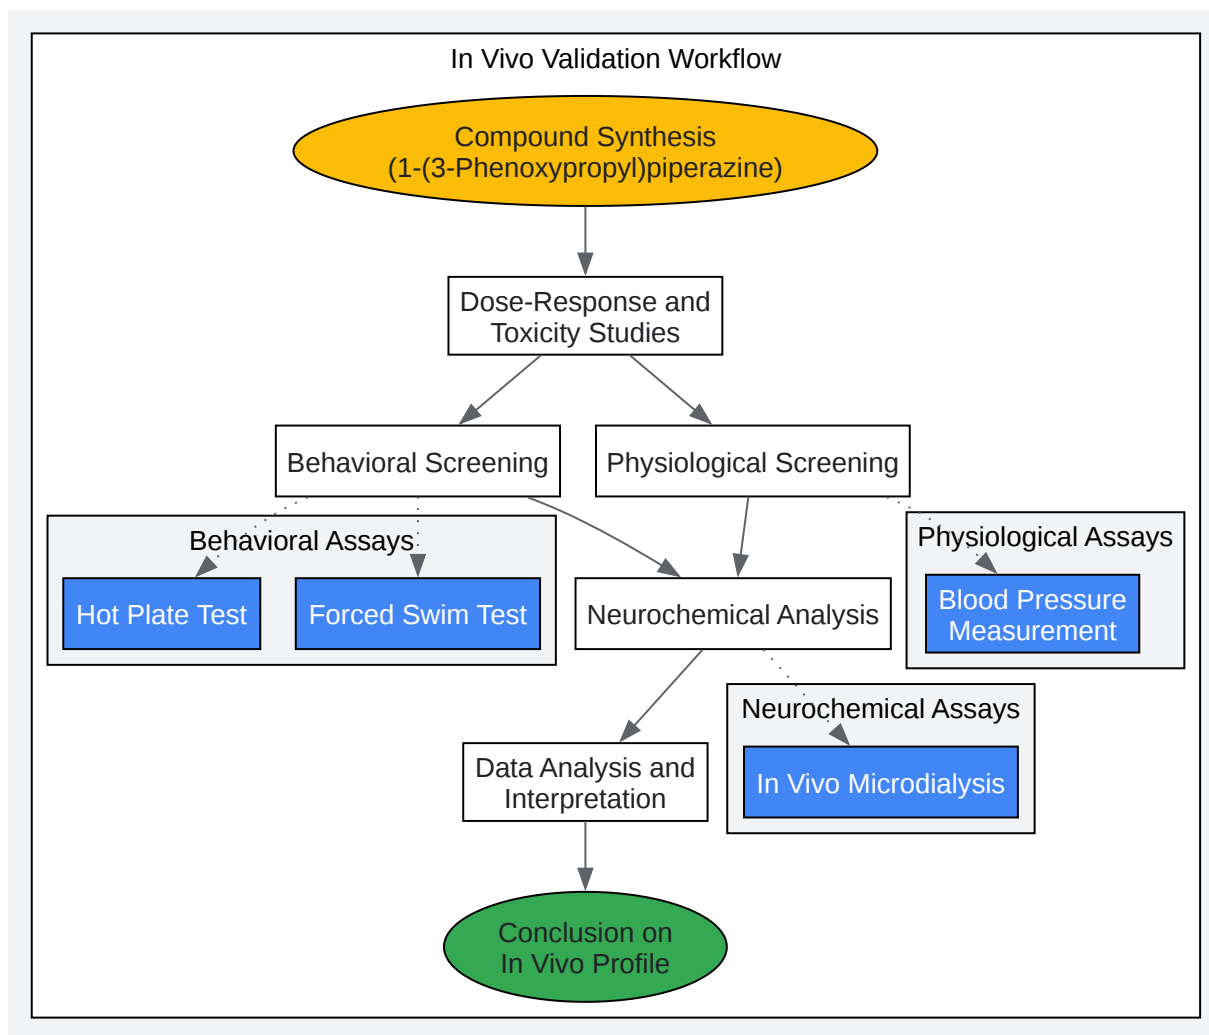 In Vivo Validation Workflow
Compound Synthesis
(1-(3-Phenoxypropyl)piperazine)
Dose-Response and
Toxicity Studies
Behavioral Screening
Physiological Screening
Behavioral Assays
Physiological Assays
Hot Plate Test
Forced Swim Test
Neurochemical Analysis
Blood Pressure
Measurement
Neurochemical Assays
Data Analysis and
Interpretation
In Vivo Microdialysis
Conclusion on
In Vivo Profile